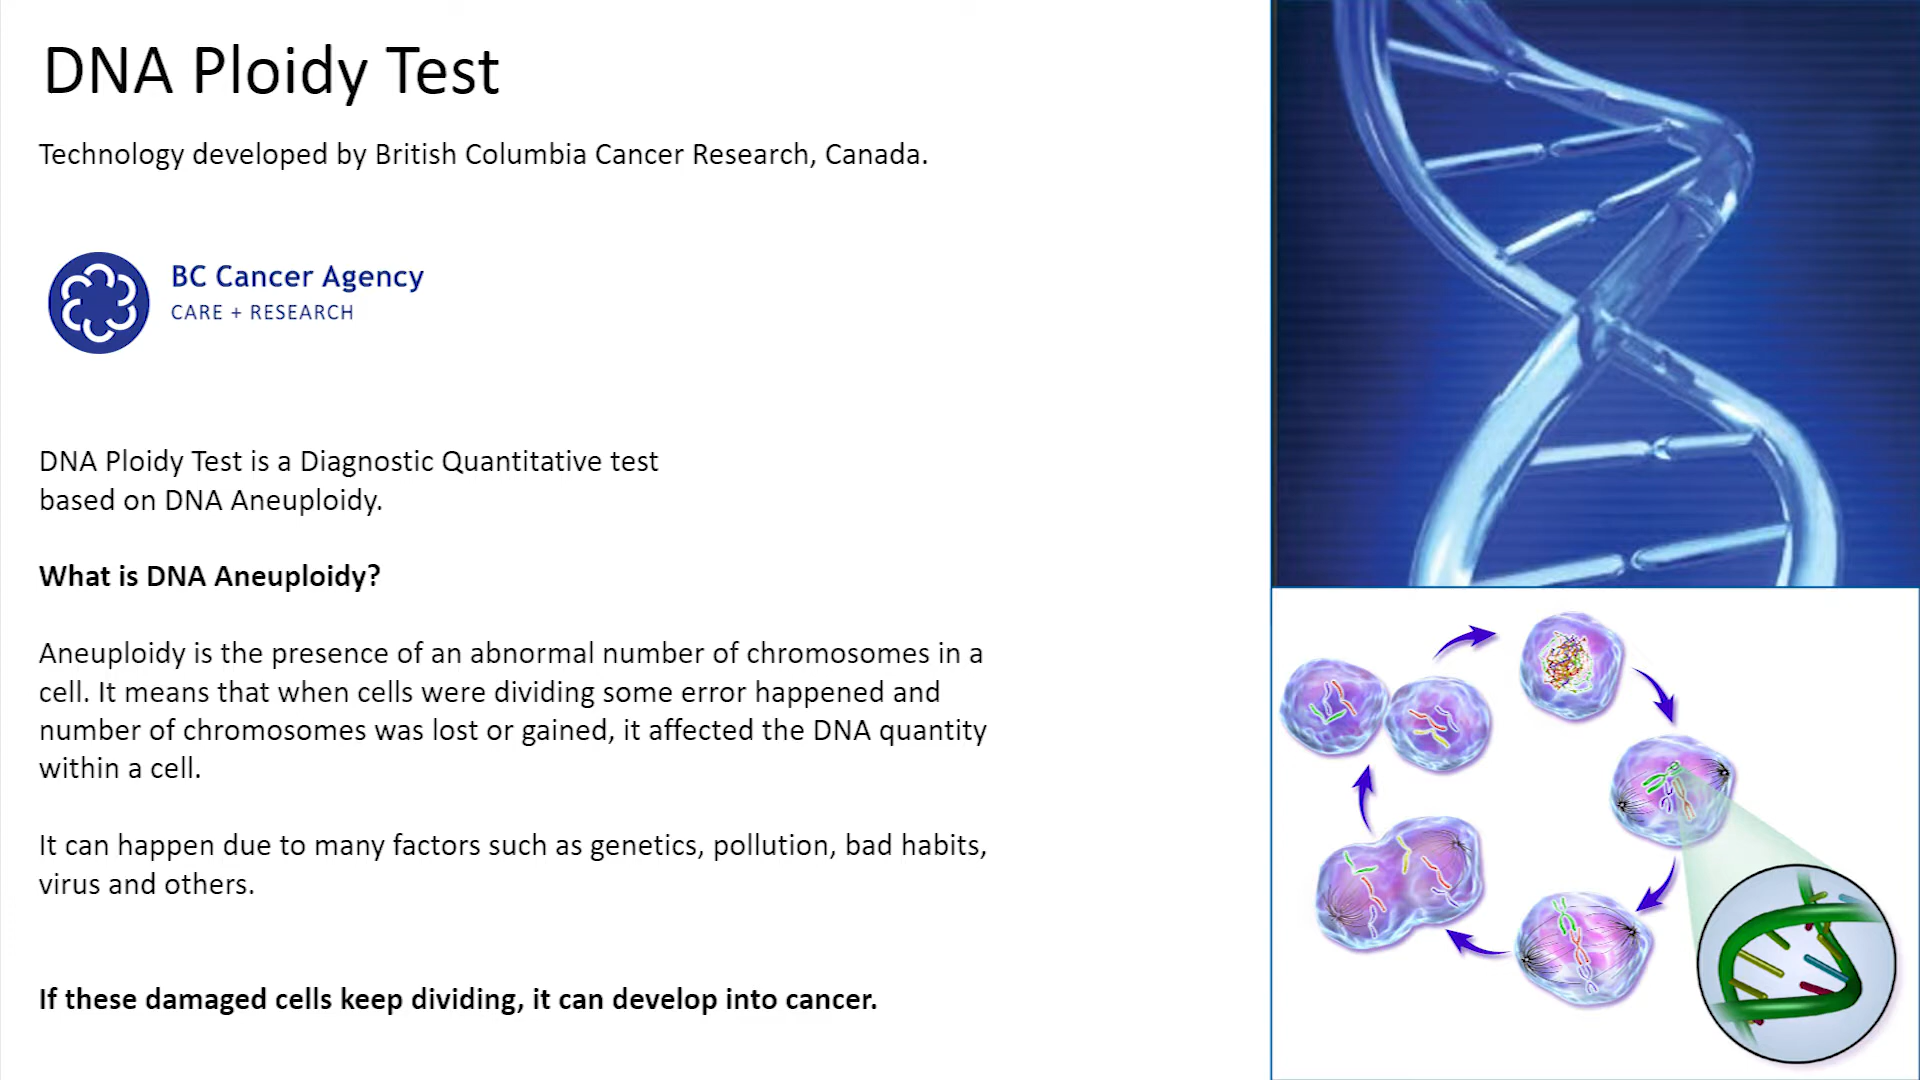 DNA Ploidy Test
Technology developed by British Columbia Cancer Research, Canada.
BC Cancer Agency
CARE + RESEARCH
DNA Ploidy Test is a Diagnostic Quantitative test
based on DNA Aneuploidy.
What is DNA Aneuploidy?
Aneuploidy is the presence of an abnormal number of chromosomes in a
cell. It means that when cells were dividing some error happened and
number of chromosomes was lost or gained, it affected the DNA quantity
within a cell.
It can happen due to many factors such as genetics, pollution, bad habits,
virus and others.
If these damaged cells keep dividing, it can develop into cancer.